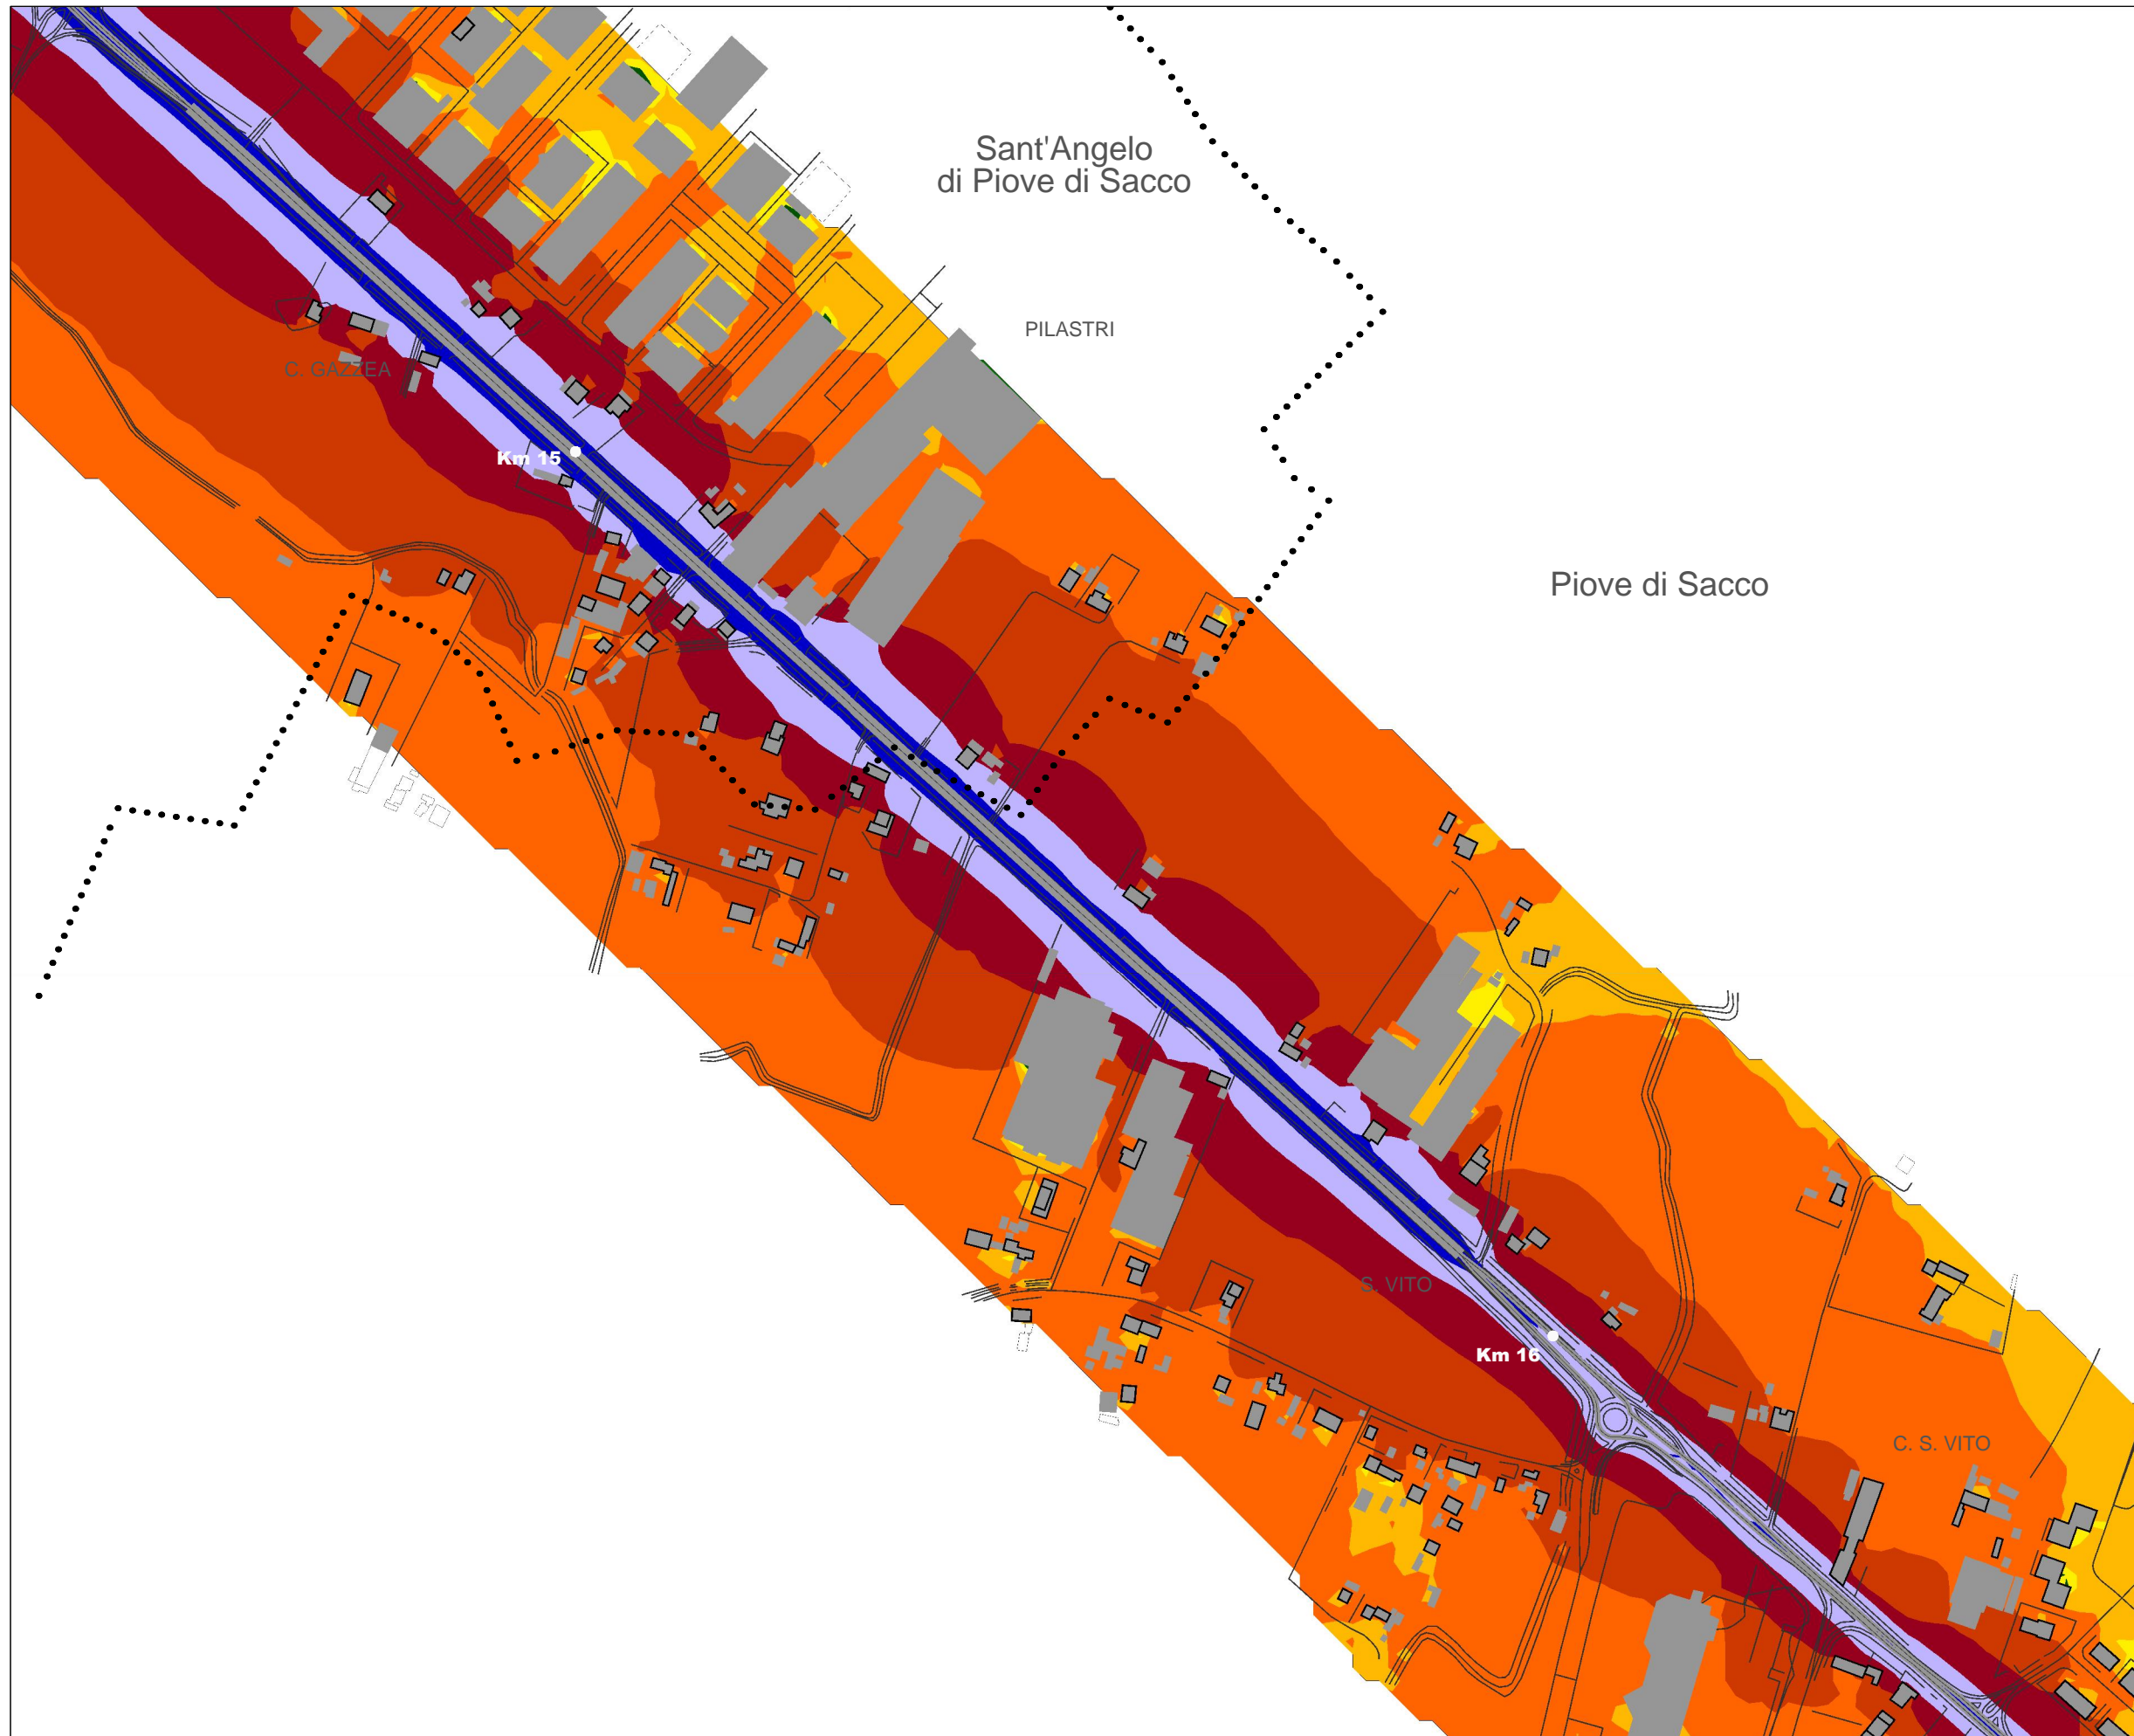 Sant'Angelo
di Piove di Sacco
PILASTRI
C. GAZZEA
Km 15
Piove di Sacco
S. VITO
Km 16
C. S. VITO